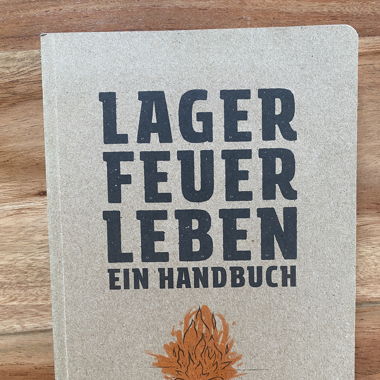 LAGER
FEUER
LEBEN
EIN HANDBUCH